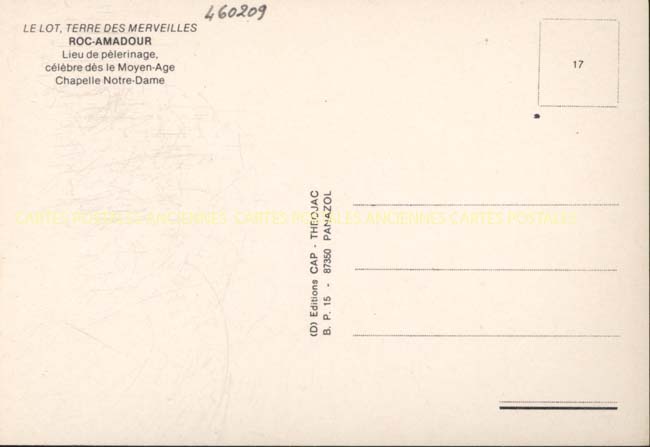 460209
LE LOT, TERRE DES MERVEILLES
ROC-AMADOUR
Lieu de pèlerinage,
célèbre dès le Moyen-Age
Chapelle Notre-Dame
17
(D) Editions CAP - THEOJAC
B. P. 15 - 87350 PANAZOL
CARTES POSTALES ANCIENNES CARTES POSTALES ANCIENNES CARTES POSTALES